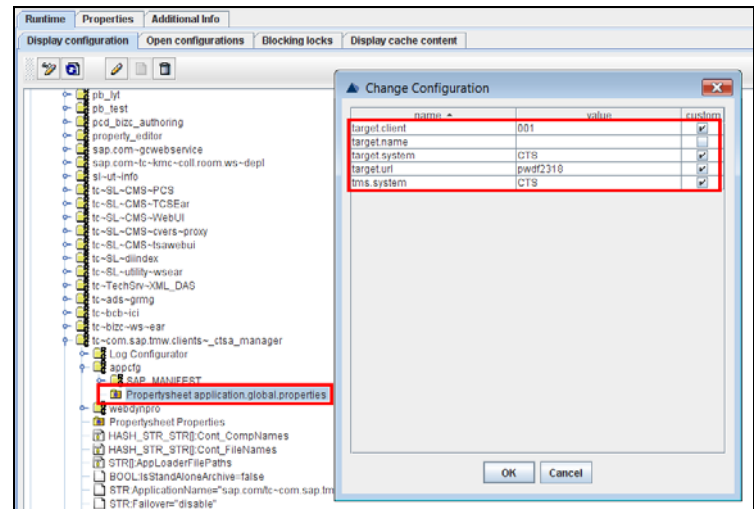 Runtime Properties Additional Info
Display configuration Open configurations Blocking locks Display cache content
pb_lyt
pb_test
pcd_bizc_authoring
property_editor
sap.com~gcwebservice
sap.com~tc~kmc~coll.room.ws~depl
sl~ut~info
tc~SL~CMS~PCS
tc~SL~CMS~TCSEar
tc~SL~CMS~WebUI
tc~SL~CMS~cvers~proxy
tc~SL~CMS~tsawebui
tc~SL~diindex
tc~SL~utility~wsear
tc~TechSrv~XML_DAS
tc~ads~grmg
tc~bcb~ici
tc~bizc~ws~ear
tc~com.sap.tmw.clients~_ctsa_manager
Log Configurator
appcfg
SAP_MANIFEST
Propertysheet application.global.properties
webdynpro
Propertysheet Properties
HASH_STR_STR[]:Cont_CompNames
HASH_STR_STR[]:Cont_FileNames
STR[]:AppLoaderFilePaths
BOOL:IsStandAloneArchive=false
STR:ApplicationName="sap.com/tc~com.sap.tm
STR:Failover="disable"
Change Configuration
name value custom
target.client 001
target.name
target.system CTS
target.url pwdf2318
tms.system CTS
OK Cancel